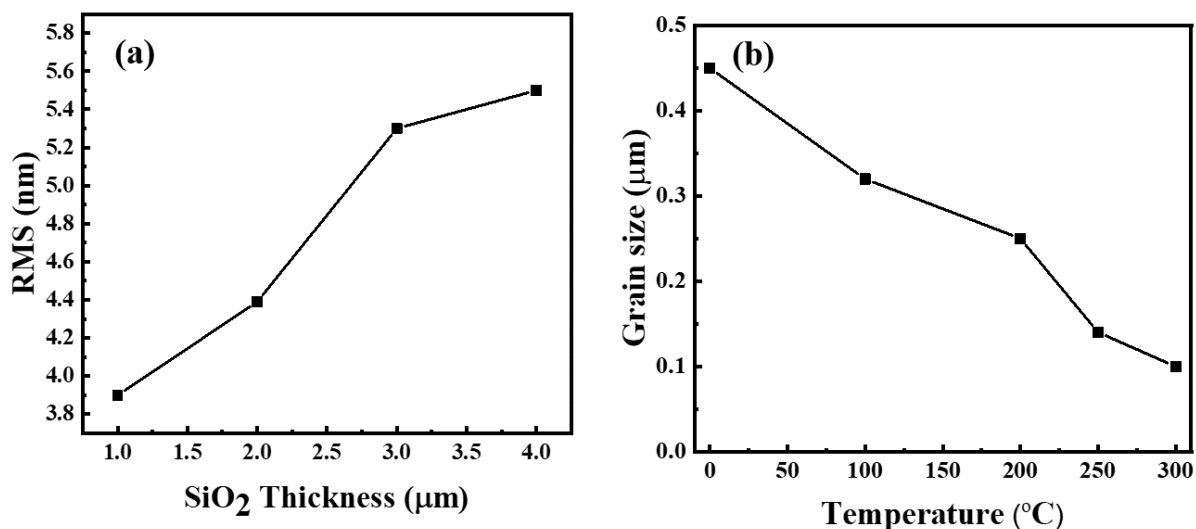 (a)
RMS (nm)
5.8
5.6
5.4
5.2
5.0
4.8
4.6
4.4
4.2
4.0
3.8
1.0 1.5 2.0 2.5 3.0 3.5 4.0
SiO2 Thickness (μm)
(b)
Grain size (μm)
0.5
0.4
0.3
0.2
0.1
0.0
0 50 100 150 200 250 300
Temperature (°C)